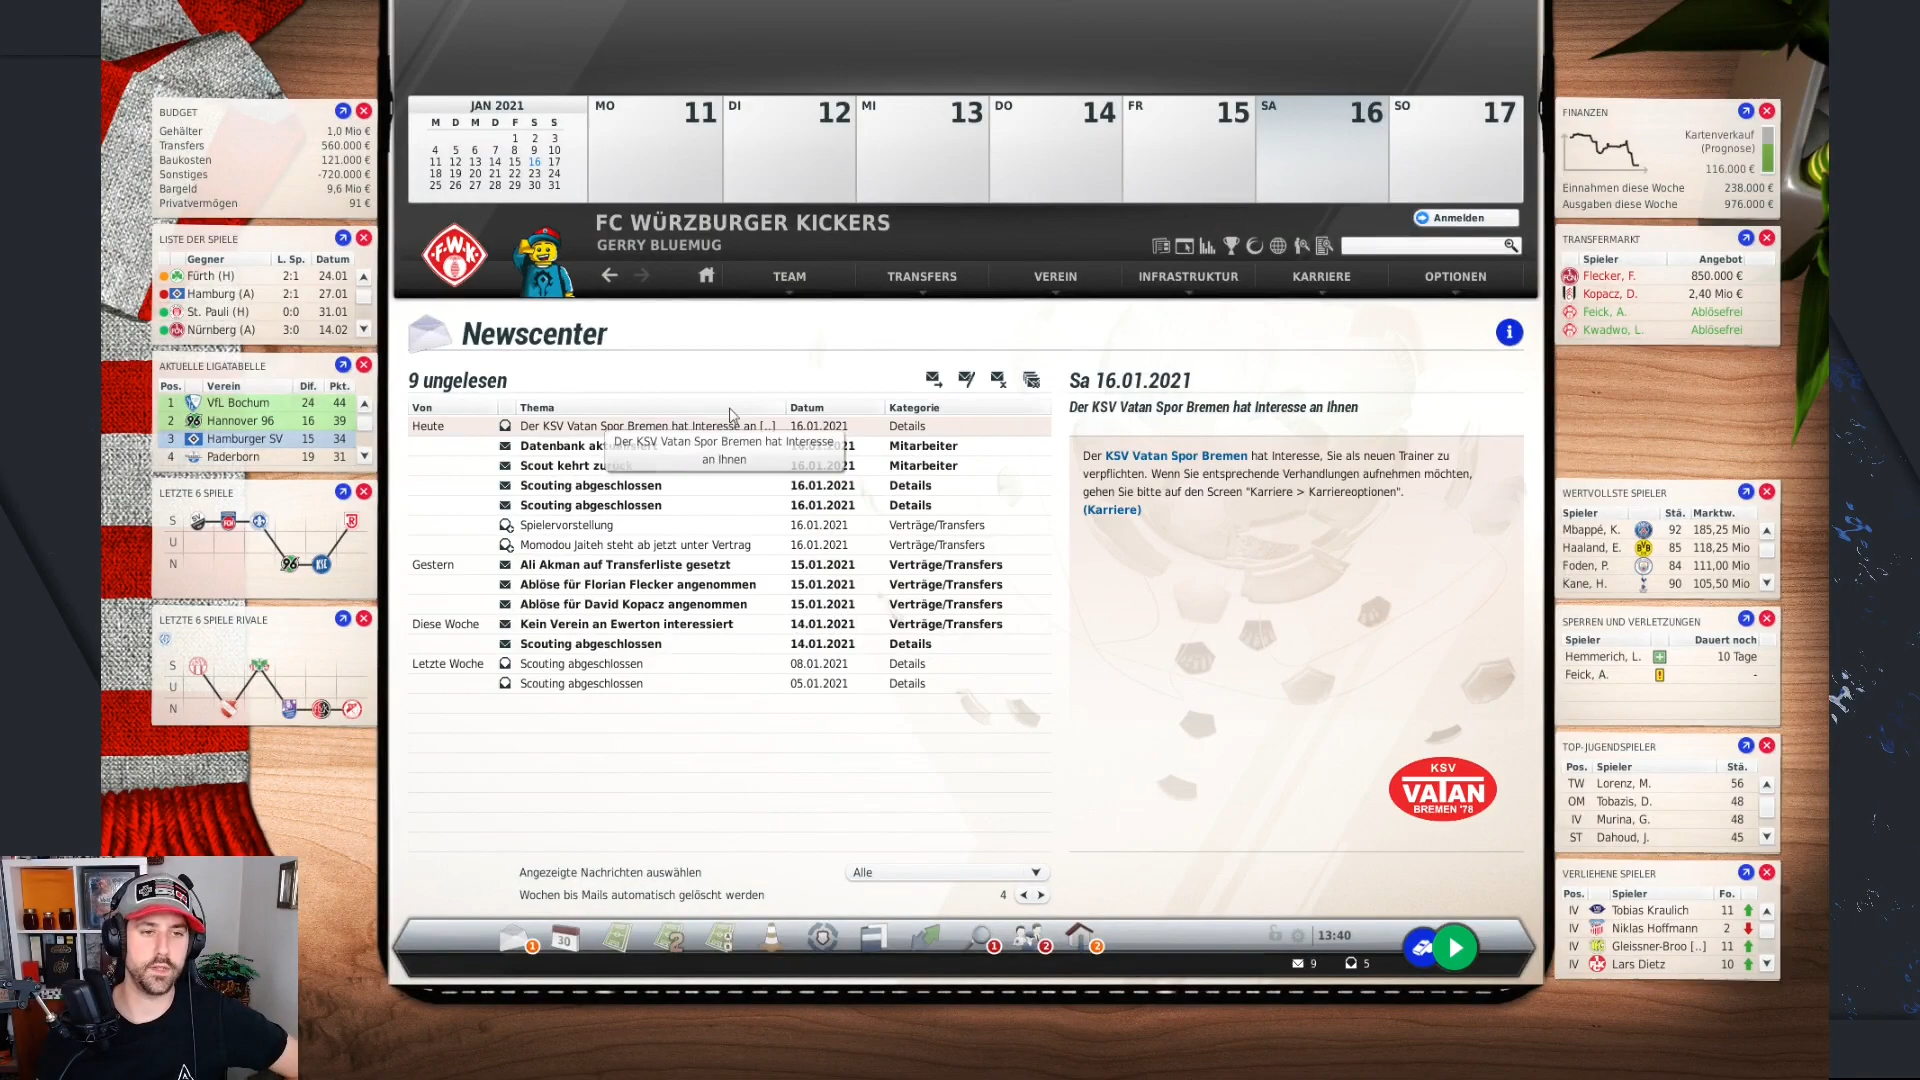 BUDGET
Gehälter 1,0 Mio €
Transfers 560.000 €
Baukosten 121.000 €
Sonstiges -720.000 €
Bargeld 9,6 Mio €
Privatvermögen 91 €
LISTE DER SPIELE
Gegner L. Sp. Datum
Fürth (H) 2:1 24.01
Hamburg (A) 2:1 27.01
St. Pauli (H) 0:0 31.01
Nürnberg (A) 3:0 14.02
AKTUELLE LIGATABELLE
Pos. Verein Dif. Pkt.
1 VfL Bochum 24 44
2 Hannover 96 16 39
3 Hamburger SV 15 34
4 Paderborn 19 31
LETZTE 6 SPIELE
S
U
N
LETZTE 6 SPIELE RIVALE
S
U
N
JAN 2021
M D M D F S S
1 2 3
4 5 6 7 8 9 10
11 12 13 14 15 16 17
18 19 20 21 22 23 24
25 26 27 28 29 30 31
MO 11 DI 12 MI 13 DO 14 FR 15 SA 16 SO 17
FWK
FC WÜRZBURGER KICKERS
GERRY BLUEMUG
Anmelden
TEAM TRANSFERS VEREIN INFRASTRUKTUR KARRIERE OPTIONEN
Newscenter
9 ungelesen
Von Thema Datum Kategorie
Heute Der KSV Vatan Spor Bremen hat Interesse an [..] 16.01.2021 Details
Datenbank 16.01.2021 Mitarbeiter
Scout kehrt zurück 16.01.2021 Mitarbeiter
Der KSV Vatan Spor Bremen hat Interesse
an Ihnen
Scouting abgeschlossen 16.01.2021 Details
Scouting abgeschlossen 16.01.2021 Details
Spielervorstellung 16.01.2021 Verträge/Transfers
Momodou Jaiteh steht ab jetzt unter Vertrag 16.01.2021 Verträge/Transfers
Gestern Ali Akman auf Transferliste gesetzt 15.01.2021 Verträge/Transfers
Ablöse für Florian Flecker angenommen 15.01.2021 Verträge/Transfers
Ablöse für David Kopacz angenommen 15.01.2021 Verträge/Transfers
Diese Woche Kein Verein an Ewerton interessiert 14.01.2021 Verträge/Transfers
Scouting abgeschlossen 14.01.2021 Details
Letzte Woche Scouting abgeschlossen 08.01.2021 Details
Scouting abgeschlossen 05.01.2021 Details
Angezeigte Nachrichten auswählen Alle
Wochen bis Mails automatisch gelöscht werden 4
Sa 16.01.2021
Der KSV Vatan Spor Bremen hat Interesse an Ihnen
Der KSV Vatan Spor Bremen hat Interesse, Sie als neuen Trainer zu
verpflichten. Wenn Sie entsprechende Verhandlungen aufnehmen möchten,
gehen Sie bitte auf den Screen "Karriere > Karriereoptionen".
(Karriere)
KSV
VATAN
BREMEN '78
1 30 2 1 2 2
13:40
9 5
FINANZEN
Kartenverkauf
(Prognose)
116.000 €
Einnahmen diese Woche 238.000 €
Ausgaben diese Woche 976.000 €
TRANSFERMARKT
Spieler Angebot
Flecker, F. 850.000 €
Kopacz, D. 2,40 Mio €
Feick, A. Ablösefrei
Kwadwo, L. Ablösefrei
WERTVOLLSTE SPIELER
Spieler Stä. Marktw.
Mbappé, K. 92 185,25 Mio
Haaland, E. 85 118,25 Mio
Foden, P. 84 111,00 Mio
Kane, H. 90 105,50 Mio
SPERREN UND VERLETZUNGEN
Spieler Dauert noch
Hemmerich, L. 10 Tage
Feick, A. -
TOP-JUGENDSPIELER
Pos. Spieler Stä.
TW Lorenz, M. 56
OM Tobazis, D. 48
IV Murina, G. 48
ST Dahoud, J. 45
VERLIEHENE SPIELER
Pos. Spieler Fo.
IV Tobias Kraulich 11
IV Niklas Hoffmann 2
IV Gleissner-Broo [..] 11
IV Lars Dietz 10